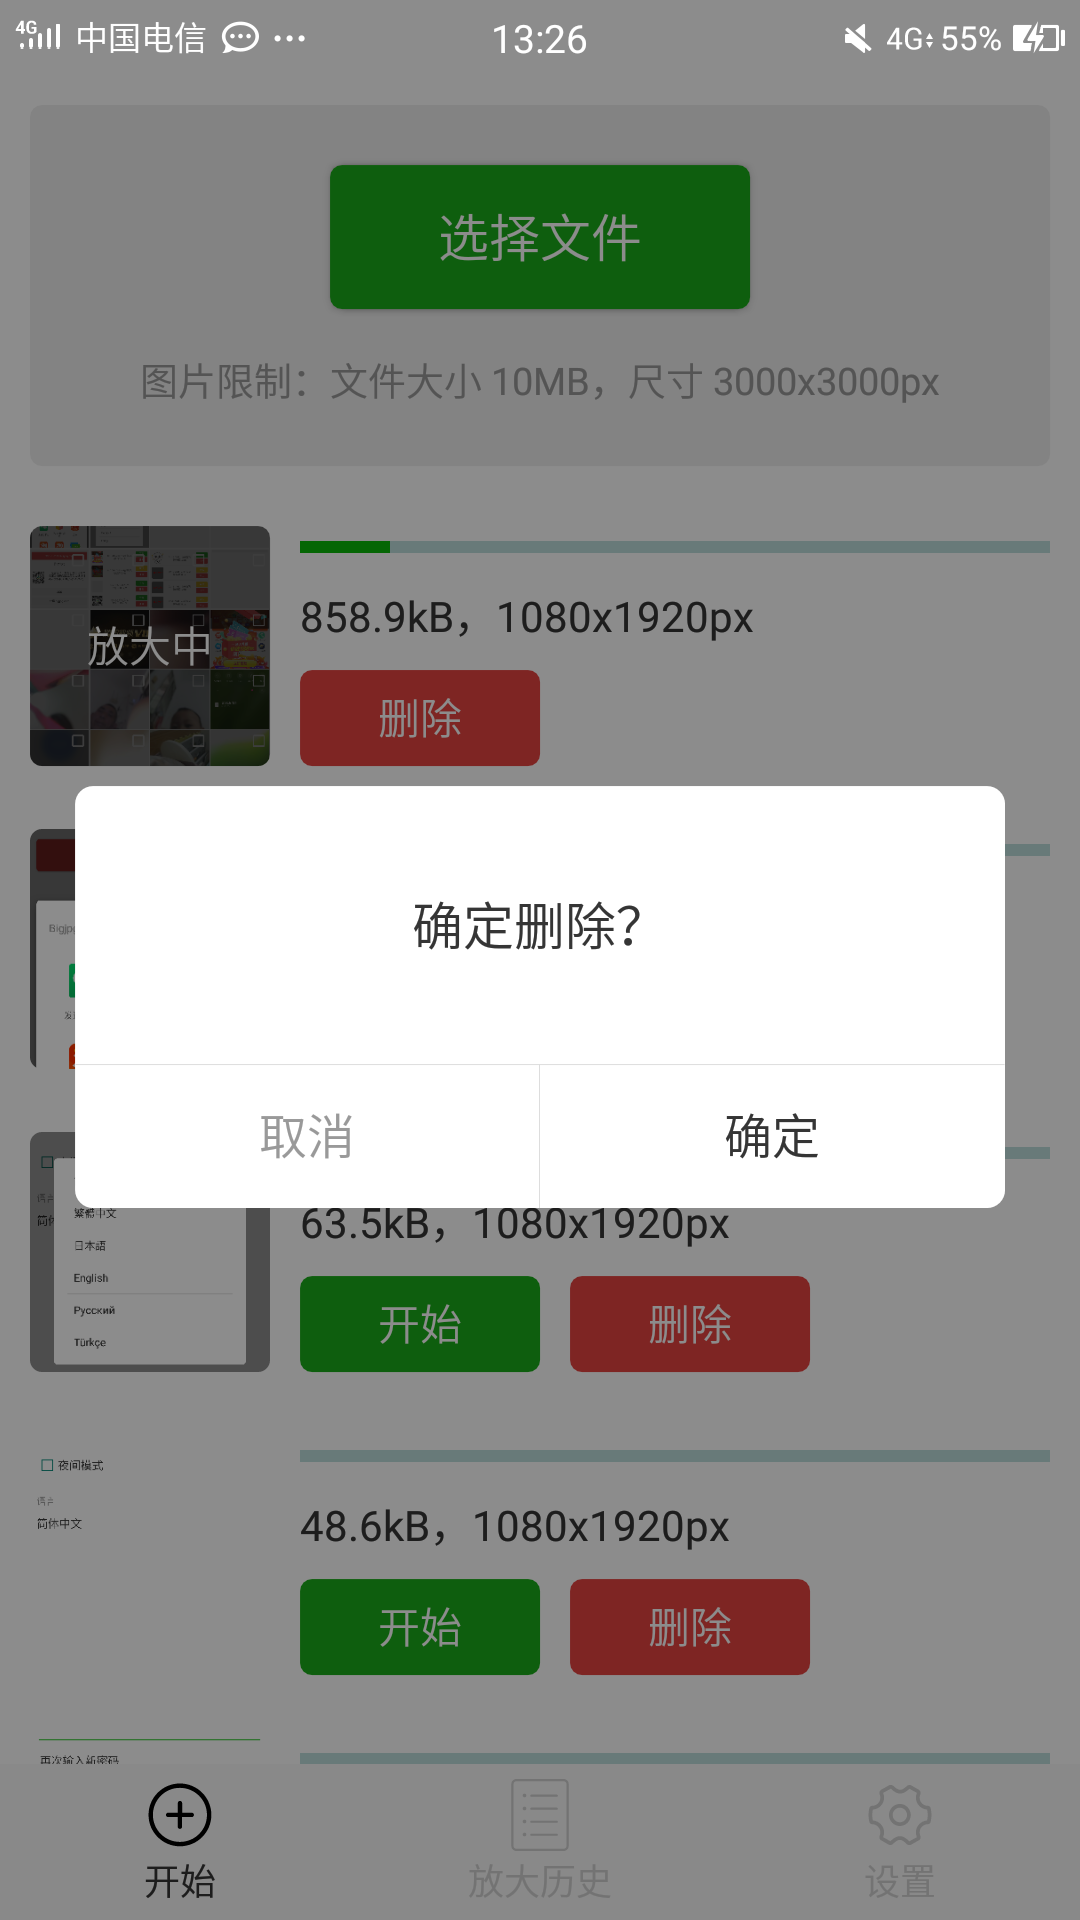 4G 中国电信 13:26 4G 55%
选择文件
图片限制：文件大小 10MB，尺寸 3000x3000px
放大中
858.9kB，1080x1920px
删除
Bigjp
确定删除?
取消 确定
63.5kB，1080x1920px
繁體中文
日本語
English
Русский
Türkçe
开始 删除
夜间模式
简体中文
48.6kB，1080x1920px
开始 删除
再次输入新密码
开始 放大历史 设置